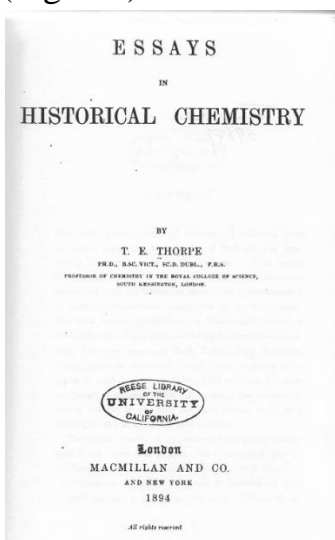 ESSAYS
IN
HISTORICAL CHEMISTRY
BY
T. E. THORPE
PH.D., B.SC. VICT., SC.D. DUBL., F.R.S.
PROFESSOR OF CHEMISTRY IN THE ROYAL COLLEGE OF SCIENCE,
SOUTH KENSINGTON, LONDON.
REESE LIBRARY
OF THE
UNIVERSITY
OF
CALIFORNIA.
London
MACMILLAN AND CO.
AND NEW YORK
1894
All rights reserved